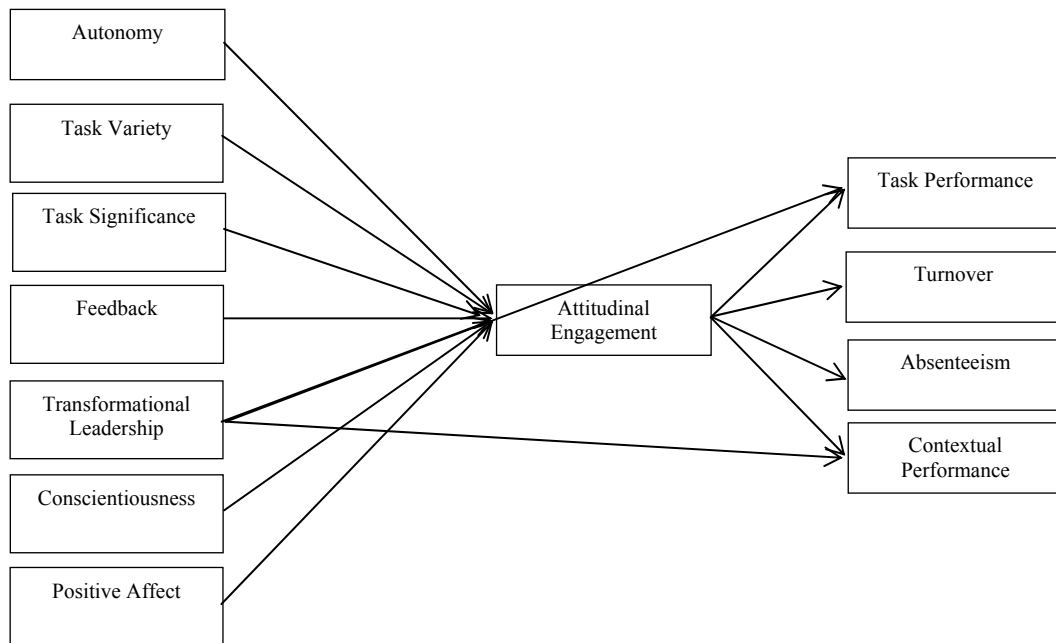 Autonomy
Task Variety
Task Significance
Feedback
Transformational
Leadership
Conscientiousness
Positive Affect
Attitudinal
Engagement
Task Performance
Turnover
Absenteeism
Contextual
Performance